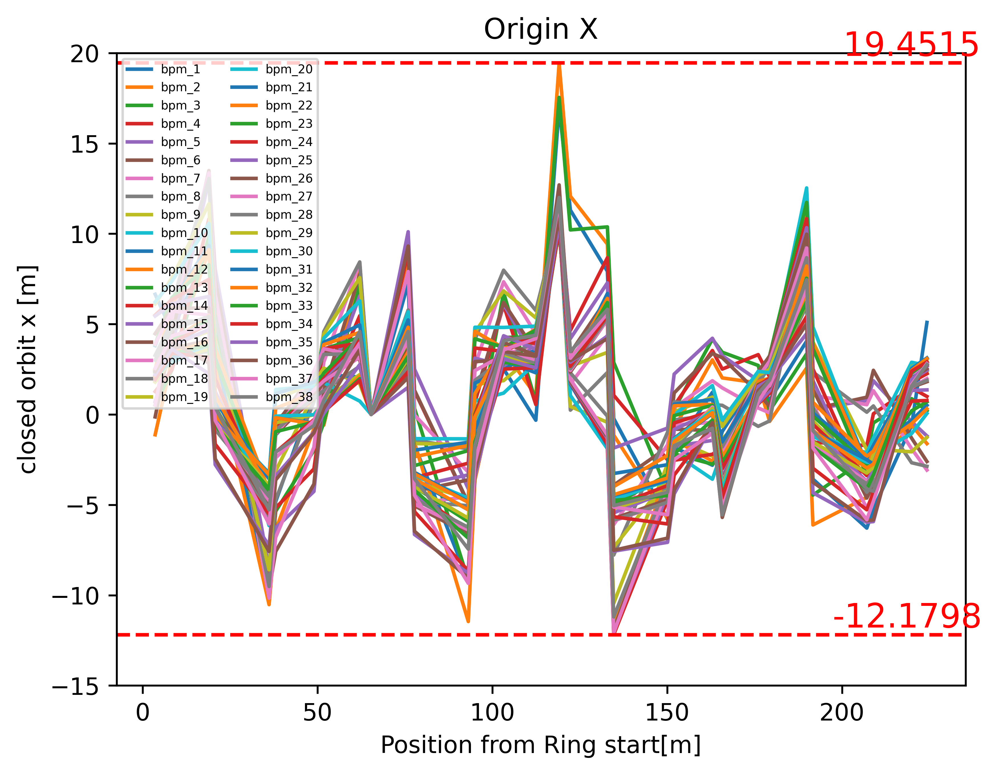 Origin X
19.4515
20
15
10
5
0
−5
−10
−15
closed orbit x [m]
bpm_1
bpm_2
bpm_3
bpm_4
bpm_5
bpm_6
bpm_7
bpm_8
bpm_9
bpm_10
bpm_11
bpm_12
bpm_13
bpm_14
bpm_15
bpm_16
bpm_17
bpm_18
bpm_19
bpm_20
bpm_21
bpm_22
bpm_23
bpm_24
bpm_25
bpm_26
bpm_27
bpm_28
bpm_29
bpm_30
bpm_31
bpm_32
bpm_33
bpm_34
bpm_35
bpm_36
bpm_37
bpm_38
-12.1798
0 50 100 150 200
Position from Ring start[m]